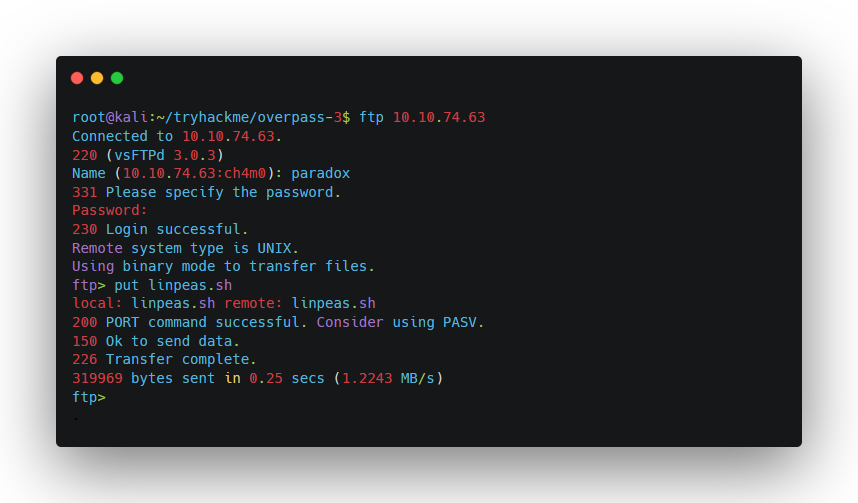 root@kali:~/tryhackme/overpass-3$ ftp 10.10.74.63
Connected to 10.10.74.63.
220 (vsFTPd 3.0.3)
Name (10.10.74.63:ch4m0): paradox
331 Please specify the password.
Password:
230 Login successful.
Remote system type is UNIX.
Using binary mode to transfer files.
ftp> put linpeas.sh
local: linpeas.sh remote: linpeas.sh
200 PORT command successful. Consider using PASV.
150 Ok to send data.
226 Transfer complete.
319969 bytes sent in 0.25 secs (1.2243 MB/s)
ftp>
.